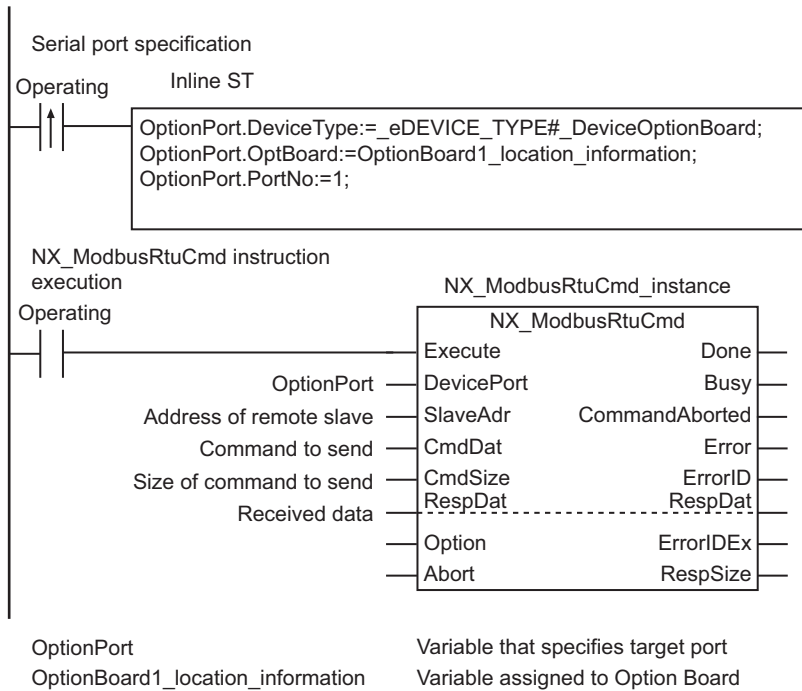 Serial port specification
Operating
Inline ST
OptionPort.DeviceType:=_eDEVICE_TYPE#_DeviceOptionBoard;
OptionPort.OptBoard:=OptionBoard1_location_information;
OptionPort.PortNo:=1;
NX_ModbusRtuCmd instruction
execution
Operating
NX_ModbusRtuCmd_instance
NX_ModbusRtuCmd
Execute Done
OptionPort DevicePort Busy
Address of remote slave SlaveAdr CommandAborted
Command to send CmdDat Error
Size of command to send CmdSize ErrorID
Received data RespDat RespDat
Option ErrorIDEx
Abort RespSize
OptionPort Variable that specifies target port
OptionBoard1_location_information Variable assigned to Option Board